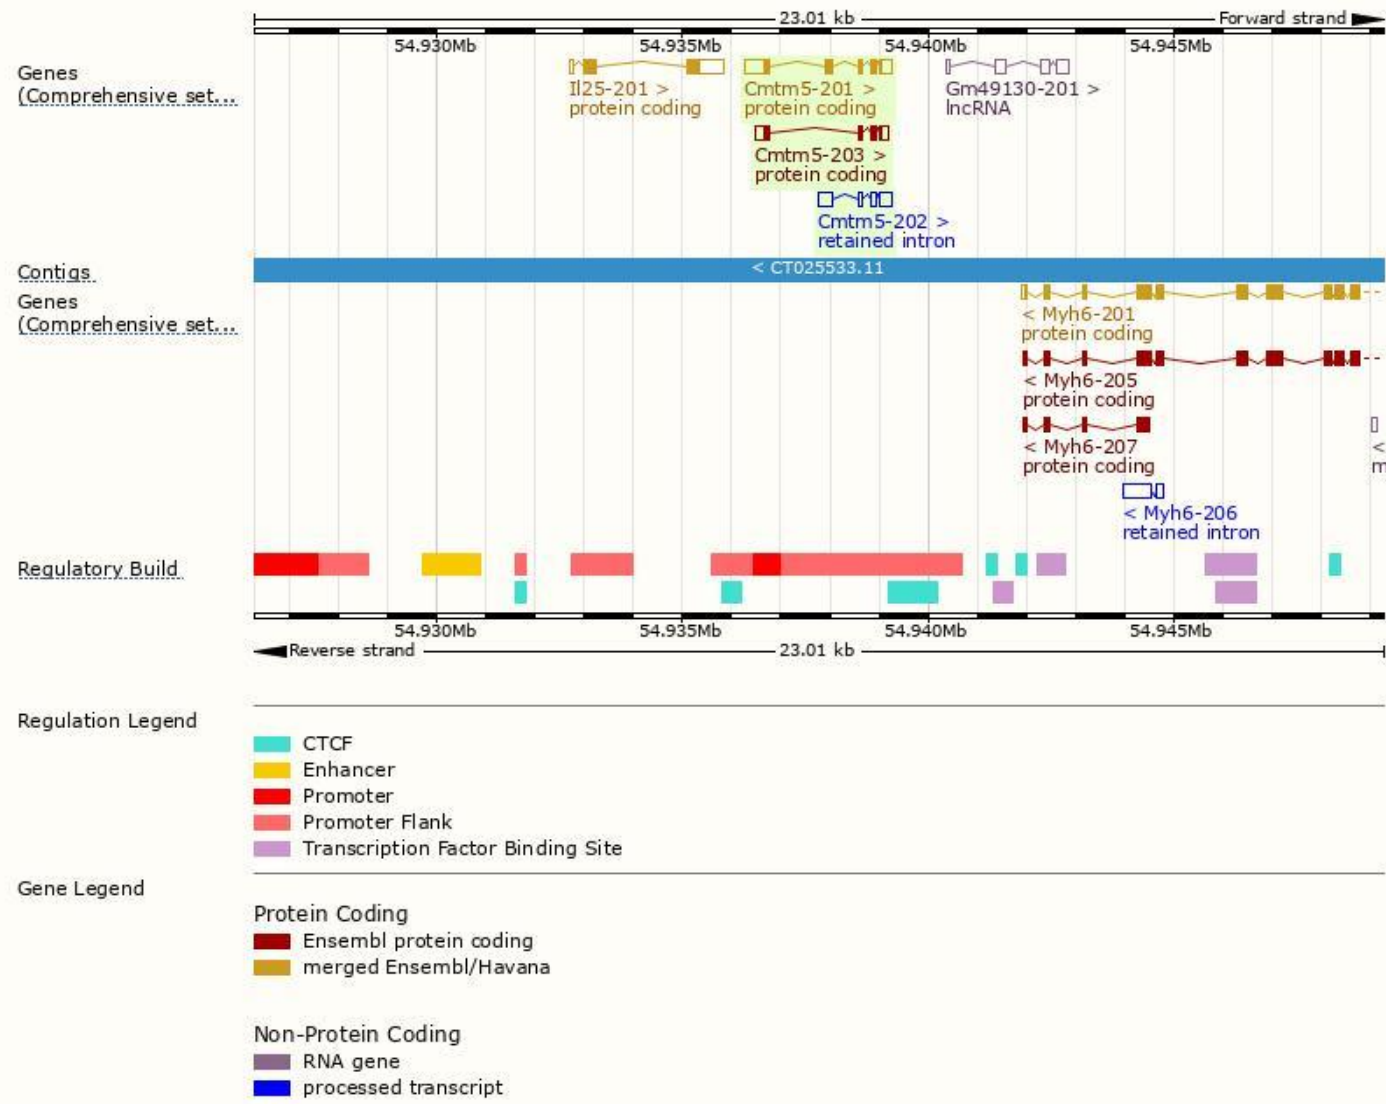 23.01 kb Forward strand
54.930Mb 54.935Mb 54.940Mb 54.945Mb
Genes
(Comprehensive set...
Il25-201 > Cmtm5-201 > Gm49130-201 >
protein coding protein coding lncRNA
Cmtm5-203 >
protein coding
Cmtm5-202 >
retained intron
Contigs < CT025533.11
Genes
(Comprehensive set...
< Myh6-201
protein coding
< Myh6-205
protein coding
< Myh6-207 <
protein coding m
< Myh6-206
retained intron
Regulatory Build
54.930Mb 54.935Mb 54.940Mb 54.945Mb
Reverse strand 23.01 kb
Regulation Legend
CTCF
Enhancer
Promoter
Promoter Flank
Transcription Factor Binding Site
Gene Legend
Protein Coding
Ensembl protein coding
merged Ensembl/Havana
Non-Protein Coding
RNA gene
processed transcript